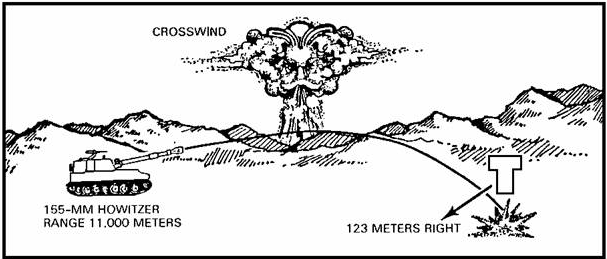 CROSSWIND
155-MM HOWITZER
RANGE 11.000 METERS
T
123 METERS RIGHT